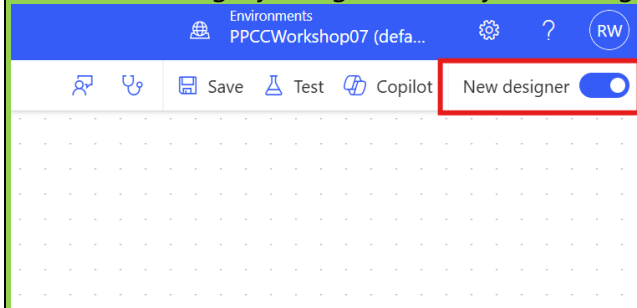 Environments
PPCCWorkshop07 (defa...
?
RW
Save
Test
Copilot
New designer